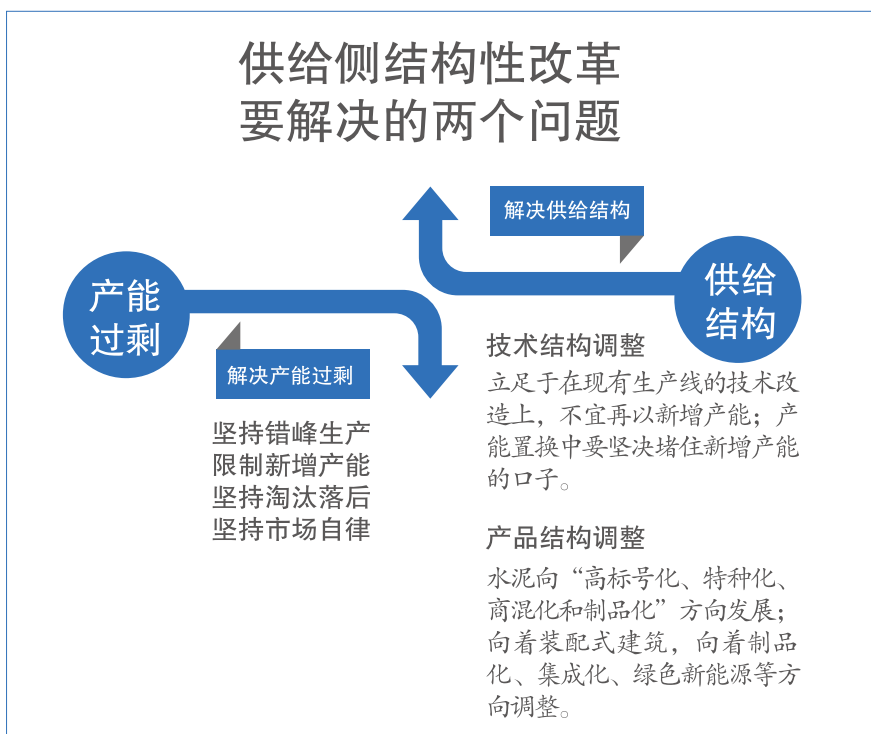 供给侧结构性改革
要解决的两个问题
产能
过剩
解决产能过剩
坚持错峰生产
限制新增产能
坚持淘汰落后
坚持市场自律
解决供给结构
供给
结构
技术结构调整
立足于在现有生产线的技术改
造上，不宜再以新增产能；产
能置换中要坚决堵住新增产能
的口子。
产品结构调整
水泥向“高标号化、特种化、
商混化和制品化”方向发展；
向着装配式建筑，向着制品
化、集成化、绿色新能源等方
向调整。